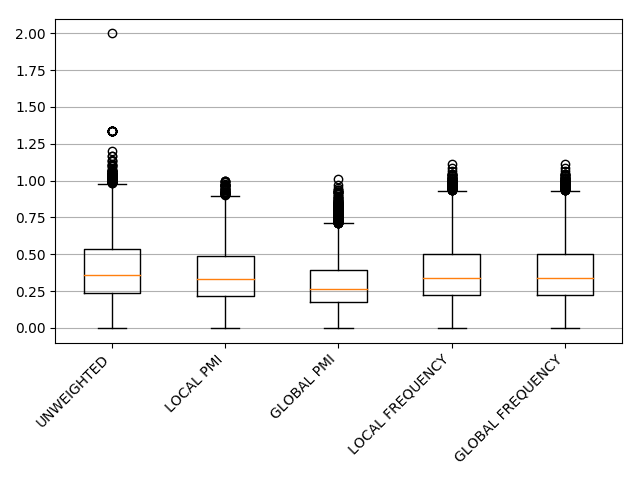 2.00
1.75
1.50
1.25
1.00
0.75
0.50
0.25
0.00
UNWEIGHTED
LOCAL PMI
GLOBAL PMI
LOCAL FREQUENCY
GLOBAL FREQUENCY